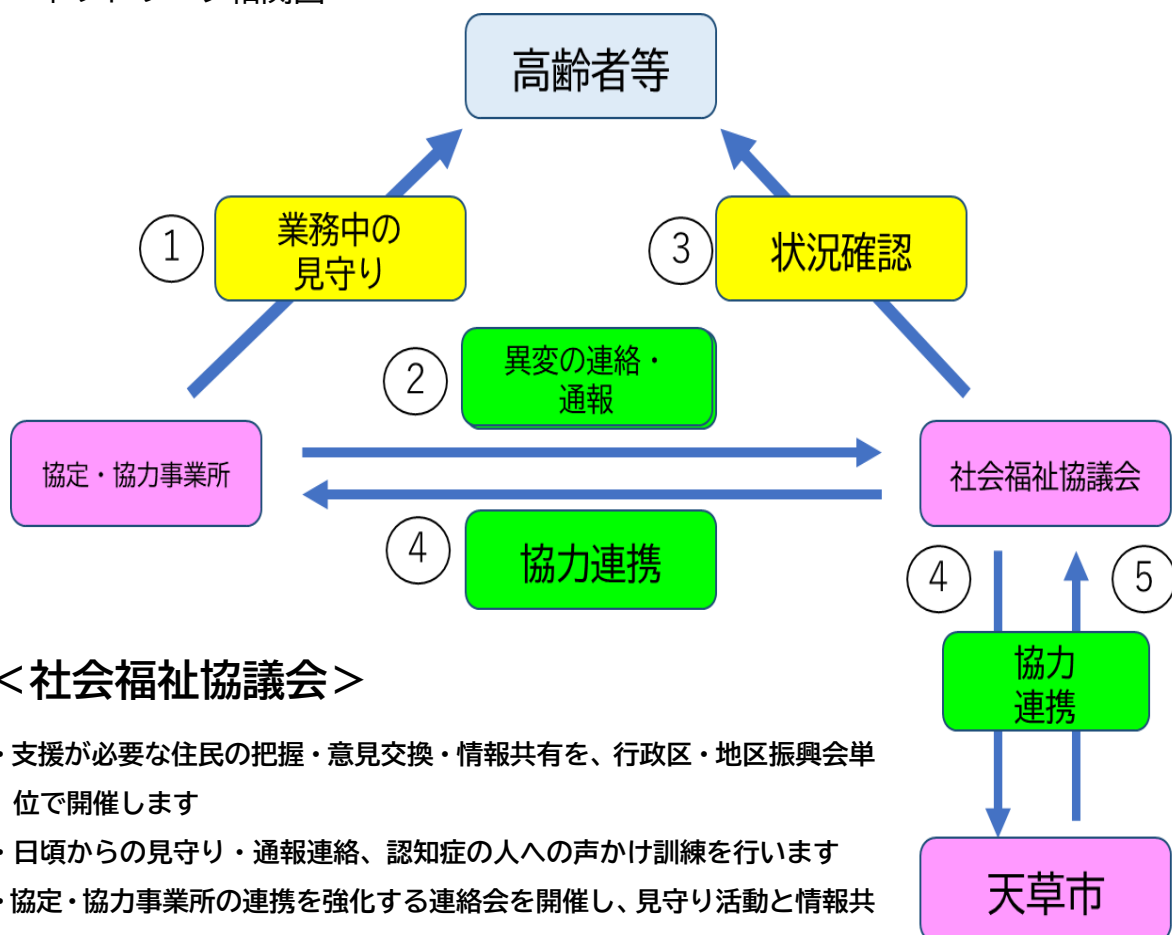 高齢者等
①
業務中の
見守り
③
状況確認
②
異変の連絡・
通報
協定・協力事業所
社会福祉協議会
④
協力連携
④
⑤
協力
連携
天草市
＜社会福祉協議会＞
・支援が必要な住民の把握・意見交換・情報共有を、行政区・地区振興会単
位で開催します
・日頃からの見守り・通報連絡、認知症の人への声かけ訓練を行います
・協定・協力事業所の連携を強化する連絡会を開催し、見守り活動と情報共